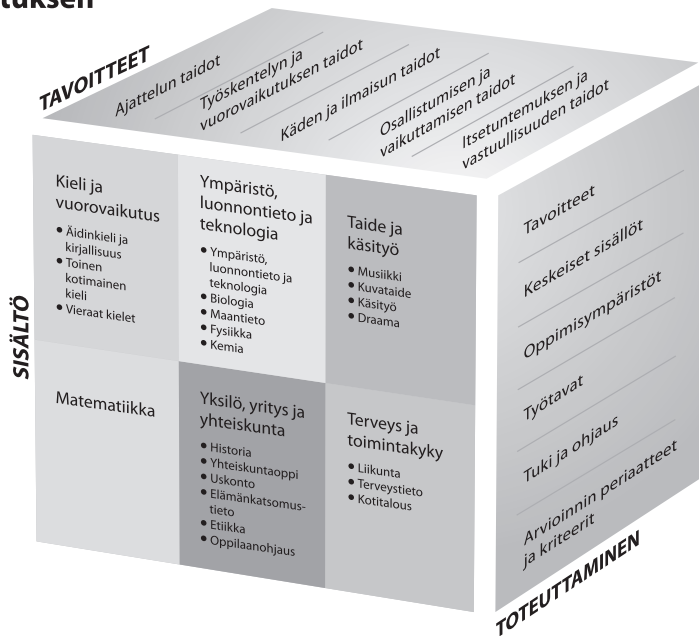 TAVOITTEET
Ajattelun taidot
Työskentelyn ja
vuorovaikutuksen taidot
Käden ja ilmaisun taidot
Osallistumisen ja
vaikuttamisen taidot
Itsetuntemuksen ja
vastuullisuuden taidot
SISÄLTÖ
Kieli ja
vuorovaikutus
• Äidinkieli ja
kirjallisuus
• Toinen
kotimainen
kieli
• Vieraat kielet
Ympäristö,
luonnontieto ja
teknologia
• Ympäristö,
luonnontieto ja
teknologia
• Biologia
• Maantieto
• Fysiikka
• Kemia
Taide ja
käsityö
• Musiikki
• Kuvataide
• Käsityö
• Draama
Matematiikka
Yksilö, yritys ja
yhteiskunta
• Historia
• Yhteiskuntaoppi
• Uskonto
• Elämänkatsomus-
tieto
• Etiikka
• Oppilaanohjaus
Terveys ja
toimintakyky
• Liikunta
• Terveystieto
• Kotitalous
Tavoitteet
Keskeiset sisällöt
Oppimisympäristöt
Työtavat
Tuki ja ohjaus
Arvioinnin periaatteet
ja kriteerit
TOTEUTTAMINEN